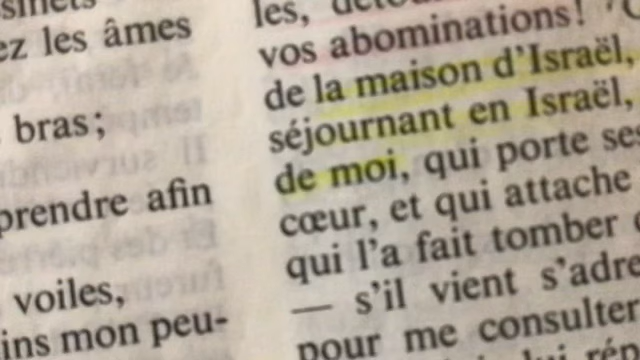 ez les âmes
bras;
prendre afin
voiles,
ins mon peu-
les,
vos abominations!
de la maison d'Israël,
séjournant en Israël,
de moi, qui porte ses
cœur, et qui attache
qui l'a fait tomber
— s'il vient s'adre
pour me consulter